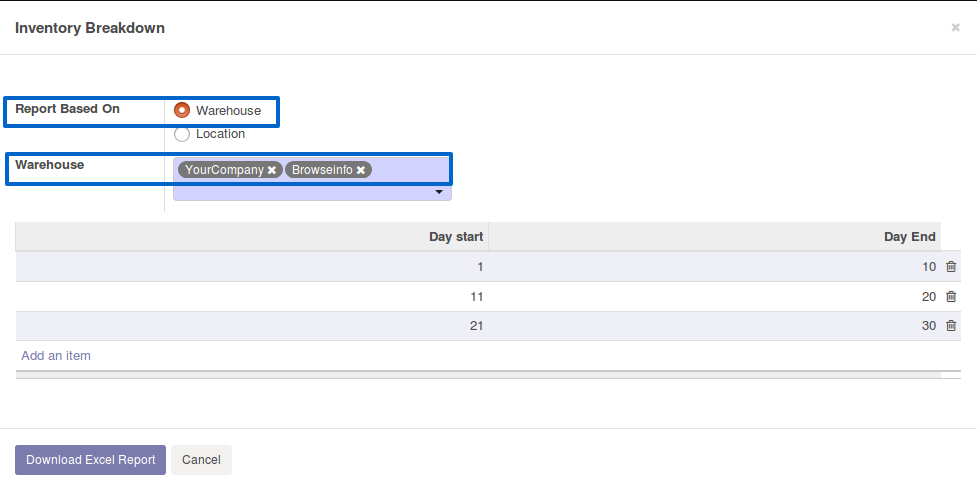 Inventory Breakdown
Report Based On
Warehouse
Location
Warehouse
YourCompany BrowseInfo
Day start Day End
1 10
11 20
21 30
Add an item
Download Excel Report Cancel